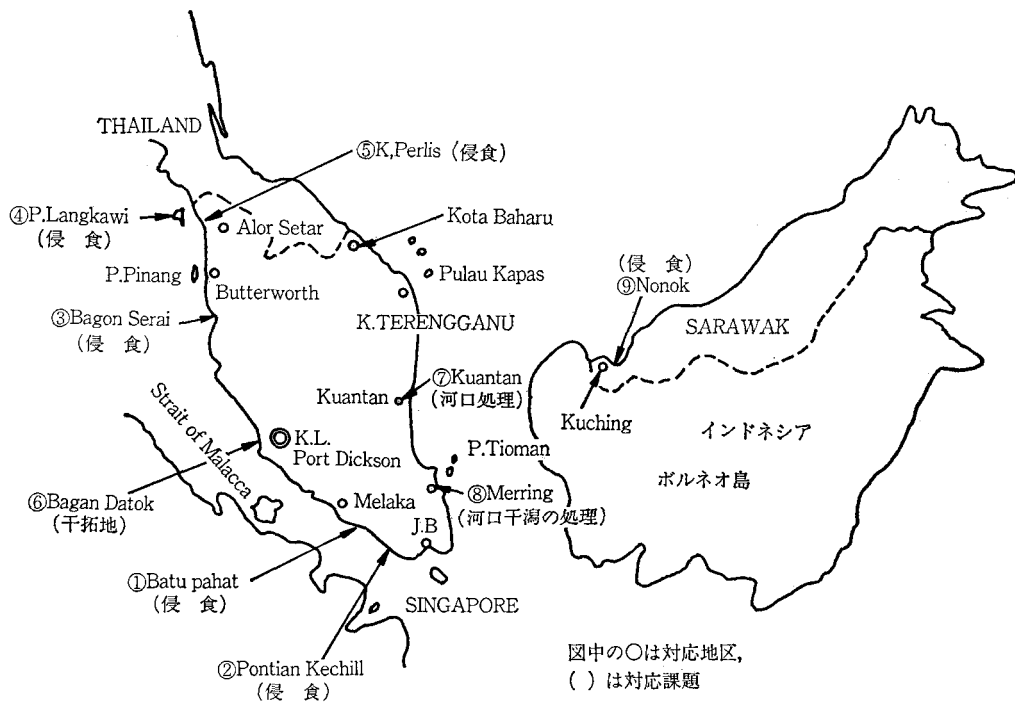 THAILAND
⑤K,Perlis(侵食)
④P.Langkawi
(侵 食)
Alor Setar
Kota Baharu
P.Pinang
Butterworth
Pulau Kapas
③Bagon Serai
(侵 食)
K.TERENGGANU
(侵 食)
⑨Nonok
SARAWAK
Kuching
インドネシア
ボルネオ島
Kuantan
⑦Kuantan
(河口処理)
Strait of Malacca
K.L.
Port Dickson
P.Tioman
⑥Bagan Datok
(干拓地)
Melaka
⑧Merring
(河口干潟の処理)
J.B
①Batu pahat
(侵 食)
SINGAPORE
②Pontian Kechill
(侵 食)
図中の○は対応地区,
( )は対応課題